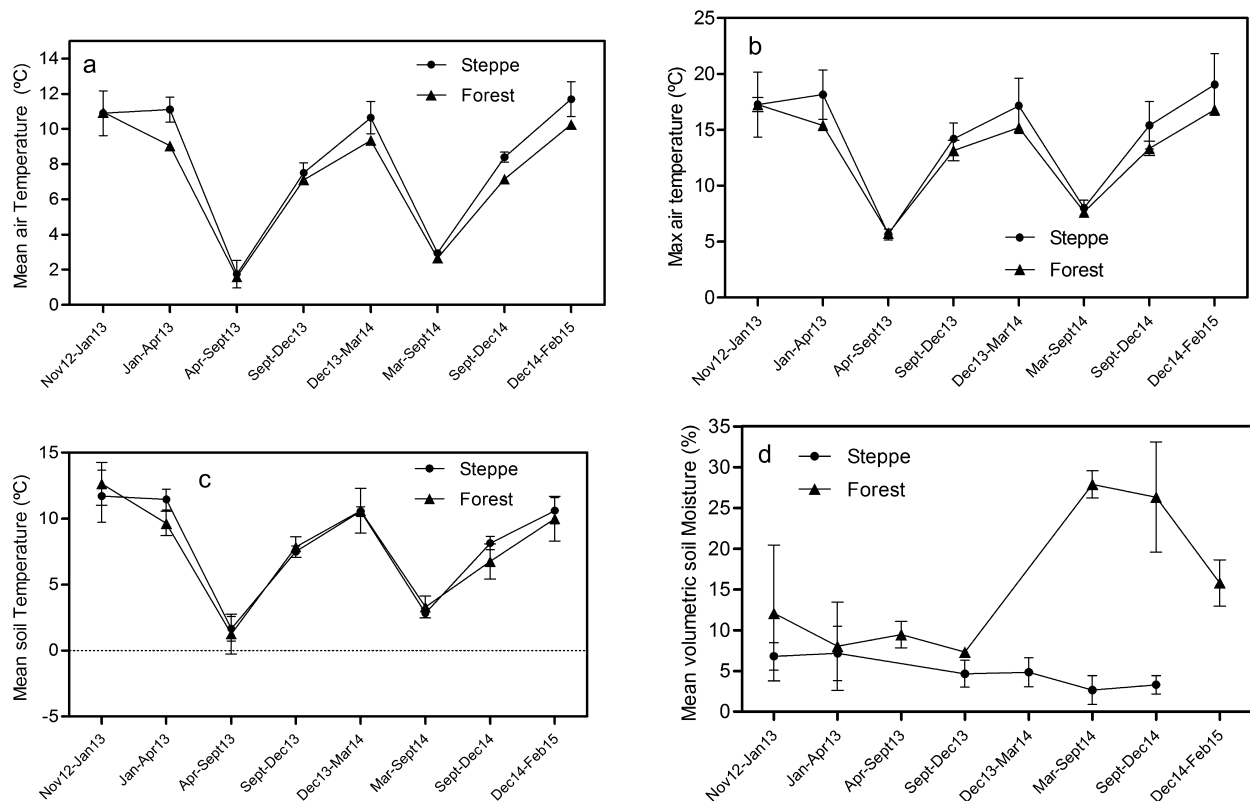 a
Mean air Temperature (ºC)
14
12
10
8
6
4
2
0
Steppe
Forest
Nov12-Jan13
Jan-Apr13
Apr-Sept13
Sept-Dec13
Dec13-Mar14
Mar-Sept14
Sept-Dec14
Dec14-Feb15
b
Max air temperature (ºC)
25
20
15
10
5
0
Steppe
Forest
Nov12-Jan13
Jan-Apr13
Apr-Sept13
Sept-Dec13
Dec13-Mar14
Mar-Sept14
Sept-Dec14
Dec14-Feb15
c
Mean soil Temperature (ºC)
15
10
5
0
-5
Steppe
Forest
Nov12-Jan13
Jan-Apr13
Apr-Sept13
Sept-Dec13
Dec13-Mar14
Mar-Sept14
Sept-Dec14
Dec14-Feb15
d
Mean volumetric soil Moisture (%)
35
30
25
20
15
10
5
0
Steppe
Forest
Nov12-Jan13
Jan-Apr13
Apr-Sept13
Sept-Dec13
Dec13-Mar14
Mar-Sept14
Sept-Dec14
Dec14-Feb15